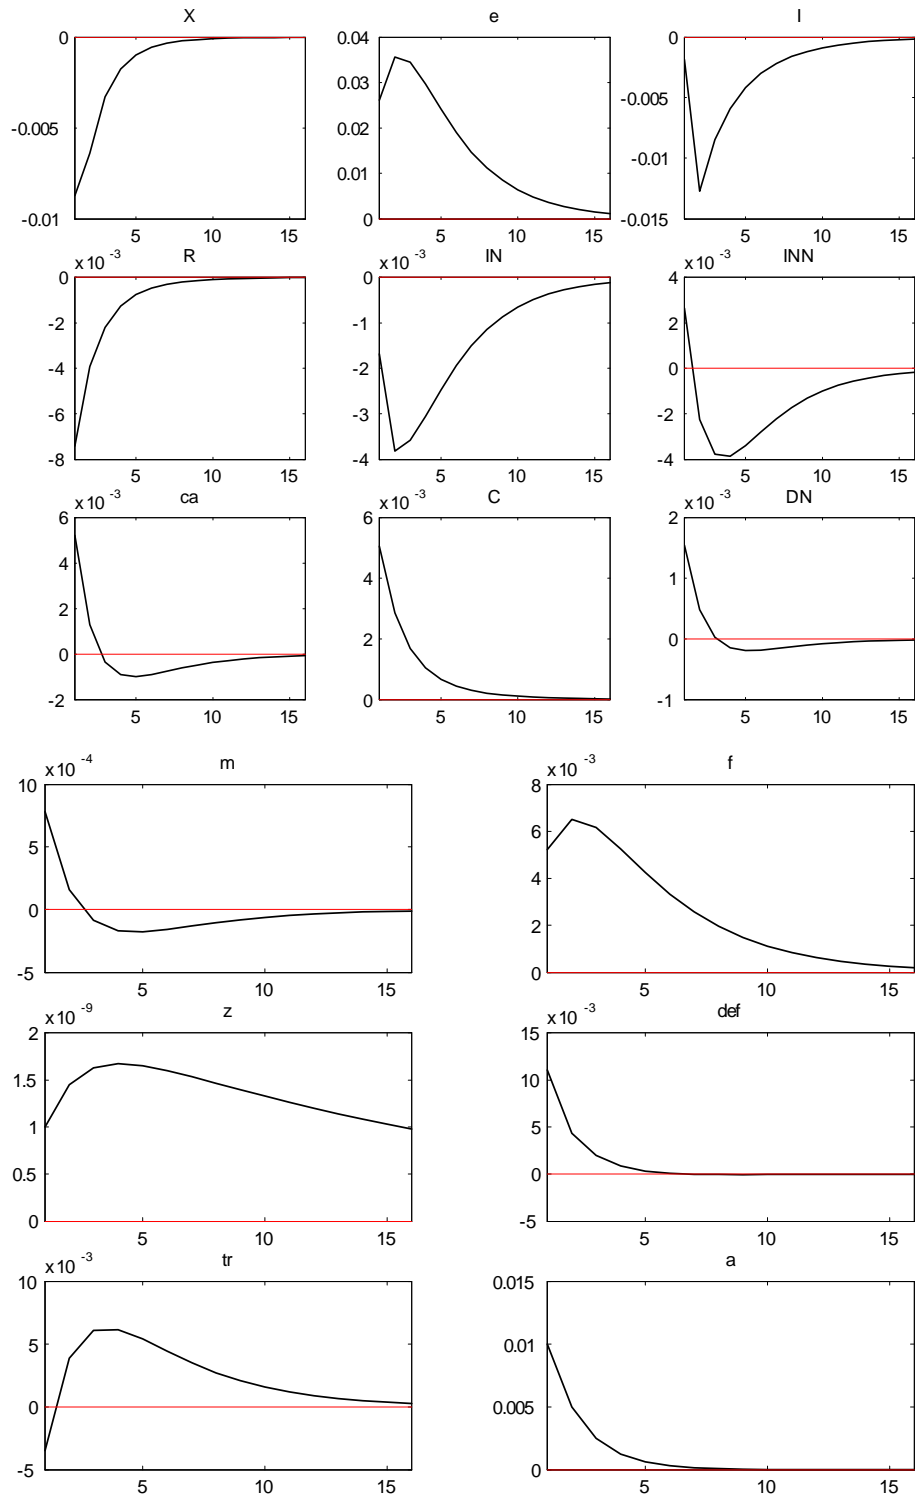 X e I
0 0.04 0
0.03 -0.005
-0.005 0.02
0.01 -0.01
-0.01 0 -0.015
5 10 15 5 10 15 5 10 15
x 10 -3 R x 10 -3 IN x 10 -3 INN
0 0 4
-2 -1 2
-4 -2 0
-6 -3 -2
-8 -4 -4
5 10 15 5 10 15 5 10 15
x 10 -3 ca x 10 -3 C x 10 -3 DN
6 6 2
4 4 1
2
0 2 0
-2 0 -1
5 10 15 5 10 15 5 10 15
x 10 -4 m x 10 -3 f
10 8
5 6
4
0 2
-5 0
5 10 15 5 10 15
x 10 -9 z def x 10 -3
2 15
1.5 10
1 5
0.5 0
0 -5
5 10 15 5 10 15
x 10 -3 tr a
10 0.015
5 0.01
0 0.005
-5 0
5 10 15 5 10 15